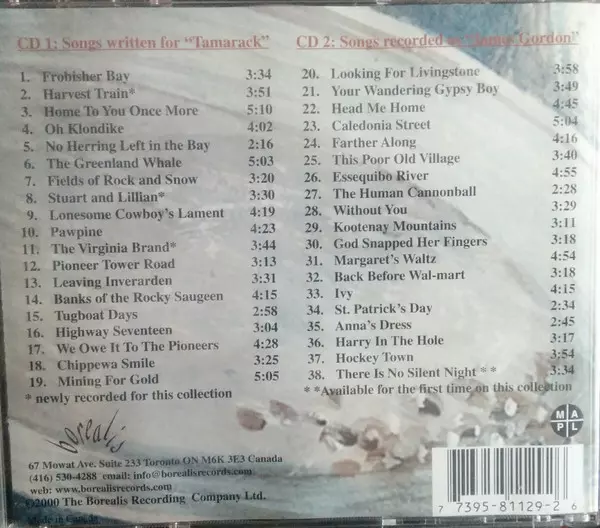 CD 1: Songs written for "Tamarack"
1. Frobisher Bay 3:34
2. Harvest Train* 3:51
3. Home To You Once More 5:10
4. Oh Klondike 4:02
5. No Herring Left in the Bay 2:16
6. The Greenland Whale 5:03
7. Fields of Rock and Snow 3:20
8. Stuart and Lillian* 3:30
9. Lonesome Cowboy's Lament 4:19
10. Pawpine 4:23
11. The Virginia Brand* 3:44
12. Pioneer Tower Road 3:13
13. Leaving Inverarden 3:31
14. Banks of the Rocky Saugeen 4:15
15. Tugboat Days 2:58
16. Highway Seventeen 3:04
17. We Owe It To The Pioneers 4:28
18. Chippewa Smile 3:25
19. Mining For Gold 5:05
* newly recorded for this collection
CD 2: Songs recorded as "James Gordon"
20. Looking For Livingstone 3:58
21. Your Wandering Gypsy Boy 3:49
22. Head Me Home 4:45
23. Caledonia Street 5:04
24. Farther Along 4:16
25. This Poor Old Village 3:40
26. Essequibo River 4:55
27. The Human Cannonball 2:28
28. Without You 3:29
29. Kootenay Mountains 3:11
30. God Snapped Her Fingers 3:18
31. Margaret's Waltz 4:54
32. Back Before Wal-mart 3:18
33. Ivy 4:15
34. St. Patrick's Day 2:34
35. Anna's Dress 2:45
36. Harry In The Hole 3:17
37. Hockey Town 3:54
38. There Is No Silent Night * * 3:34
* *Available for the first time on this collection
borealis
67 Mowat Ave. Suite 233 Toronto ON M6K 3E3 Canada
(416) 530-4288 email: info@borealisrecords.com
web: www.borealisrecords.com
©2000 The Borealis Recording Company Ltd.
Made in Canada
M A
P L
7 73958-1129-2 6